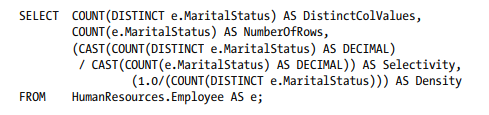 SELECT COUNT(DISTINCT e.MaritalStatus) AS DistinctColValues,
COUNT(e.MaritalStatus) AS NumberOfRows,
(CAST(COUNT(DISTINCT e.MaritalStatus) AS DECIMAL)
/ CAST(COUNT(e.MaritalStatus) AS DECIMAL)) AS Selectivity,
(1.0/(COUNT(DISTINCT e.MaritalStatus))) AS Density
FROM HumanResources.Employee AS e;